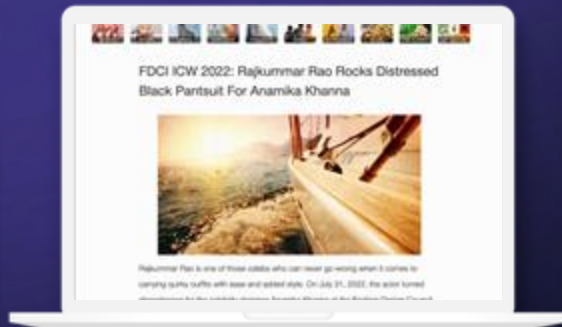 FDCI ICW 2022: Rajkummar Rao Rocks Distressed
Black Pantsuit For Anamika Khanna
Rajkummar Rao is one of those celebs who can never go wrong when it comes to
carrying quirky outfits with ease and added style. On July 21, 2022, the actor turned